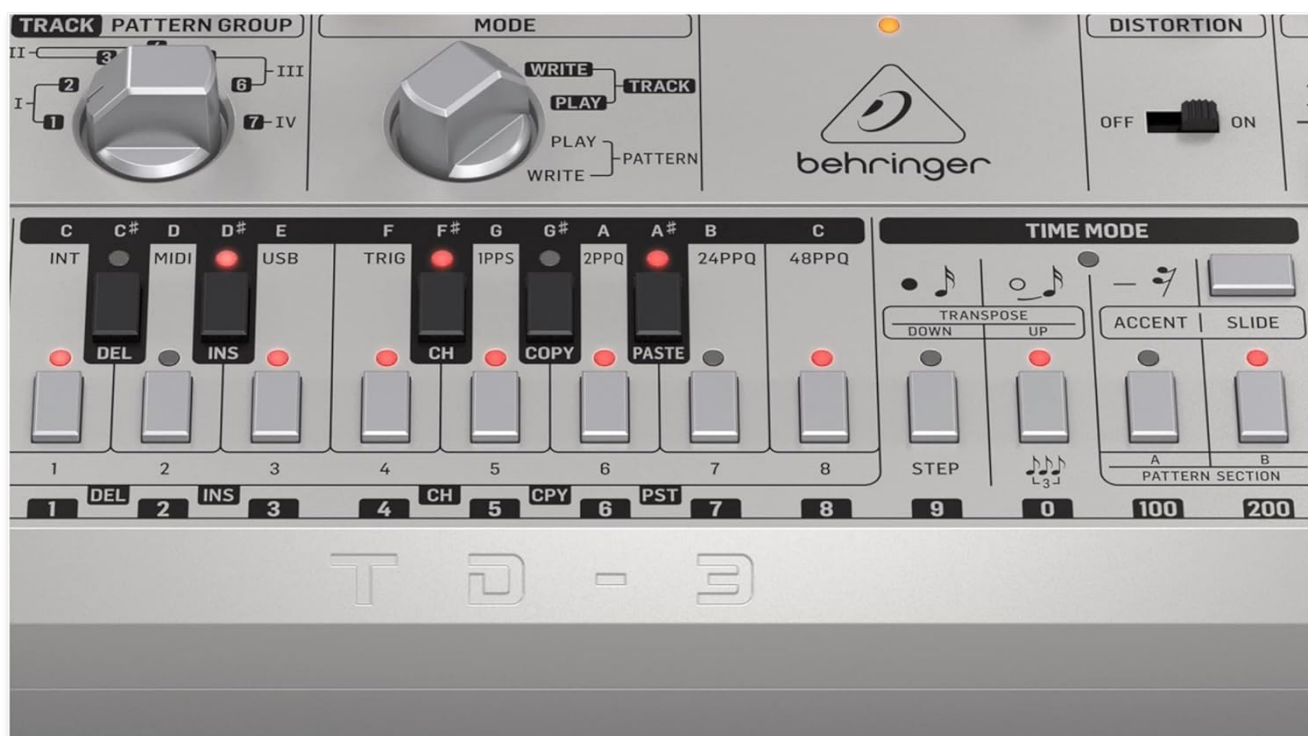 TRACK PATTERN GROUP
MODE
DISTORTION
II 3 4
2 6 III
I
1 7 IV
WRITE
TRACK
PLAY
PLAY
PATTERN
WRITE
behringer
OFF ON
C C# D D# E F F# G G# A A# B C
TIME MODE
INT MIDI USB TRIG 1PPS 2PPQ 24PPQ 48PPQ
TRANSPOSE
DOWN UP
ACCENT SLIDE
DEL INS CH COPY PASTE
1 2 3 4 5 6 7 8
STEP
3
A B
PATTERN SECTION
DEL INS CH CPY PST
1 2 3 4 5 6 7 8 9 0 100 200
TD-3